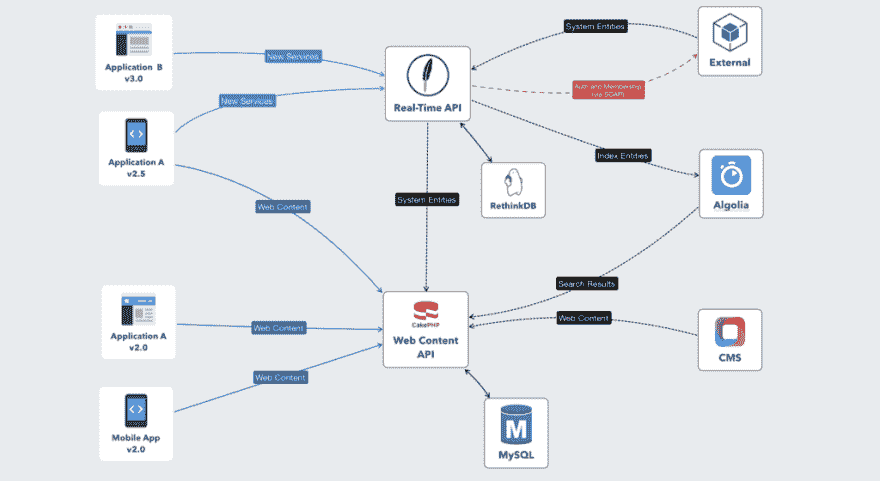 Application B
v3.0
New Services
System Entities
External
Real-Time API
Auth and Membership
(via SOAP)
New Services
Application A
v2.5
Index Entities
Algolia
RethinkDB
System Entities
Web Content
Search Results
CakePHP
Web Content
API
Web Content
CMS
Application A
v2.0
Web Content
Web Content
Mobile App
v2.0
M
MySQL